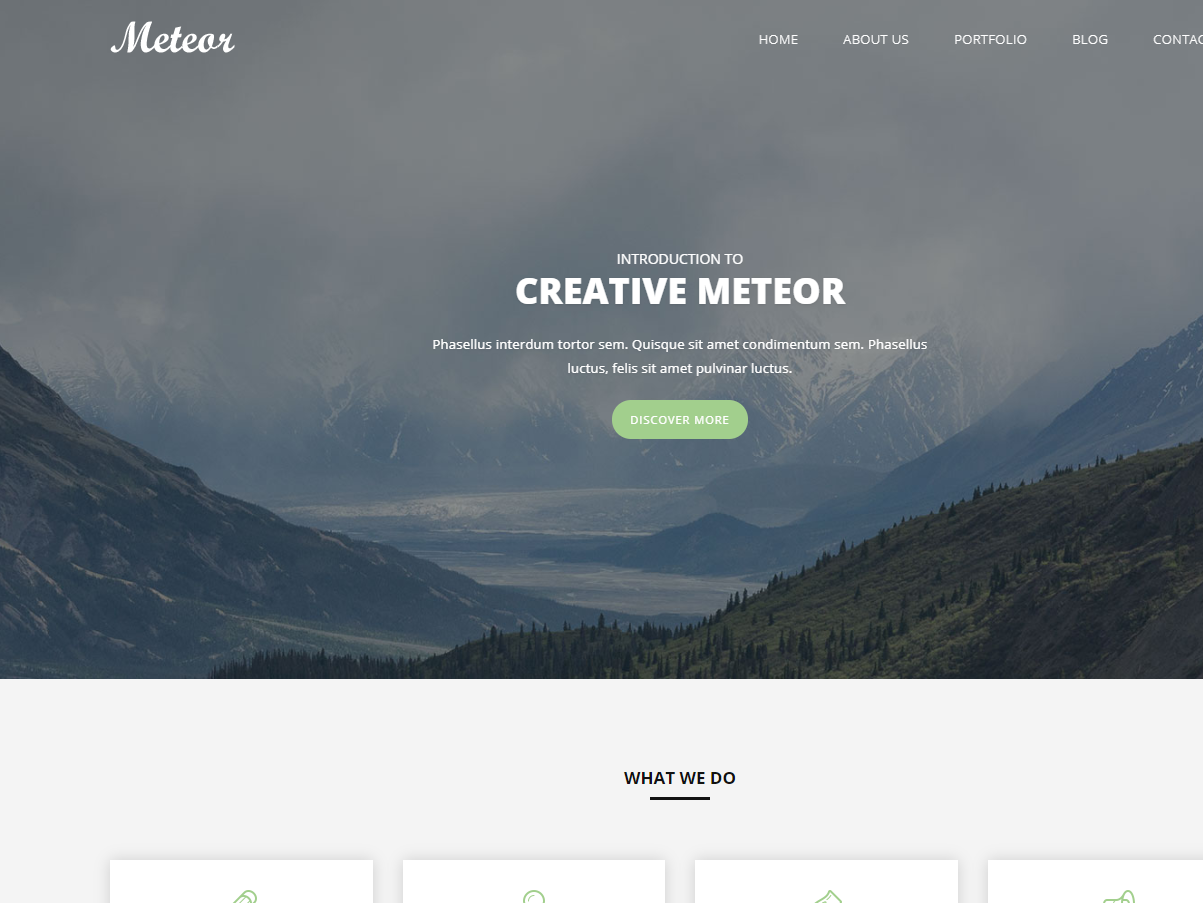 Meteor
HOME ABOUT US PORTFOLIO BLOG
INTRODUCTION TO
CREATIVE METEOR
Phasellus interdum tortor sem. Quisque sit amet condimentum sem. Phasellus
luctus, felis sit amet pulvinar luctus.
DISCOVER MORE
WHAT WE DO